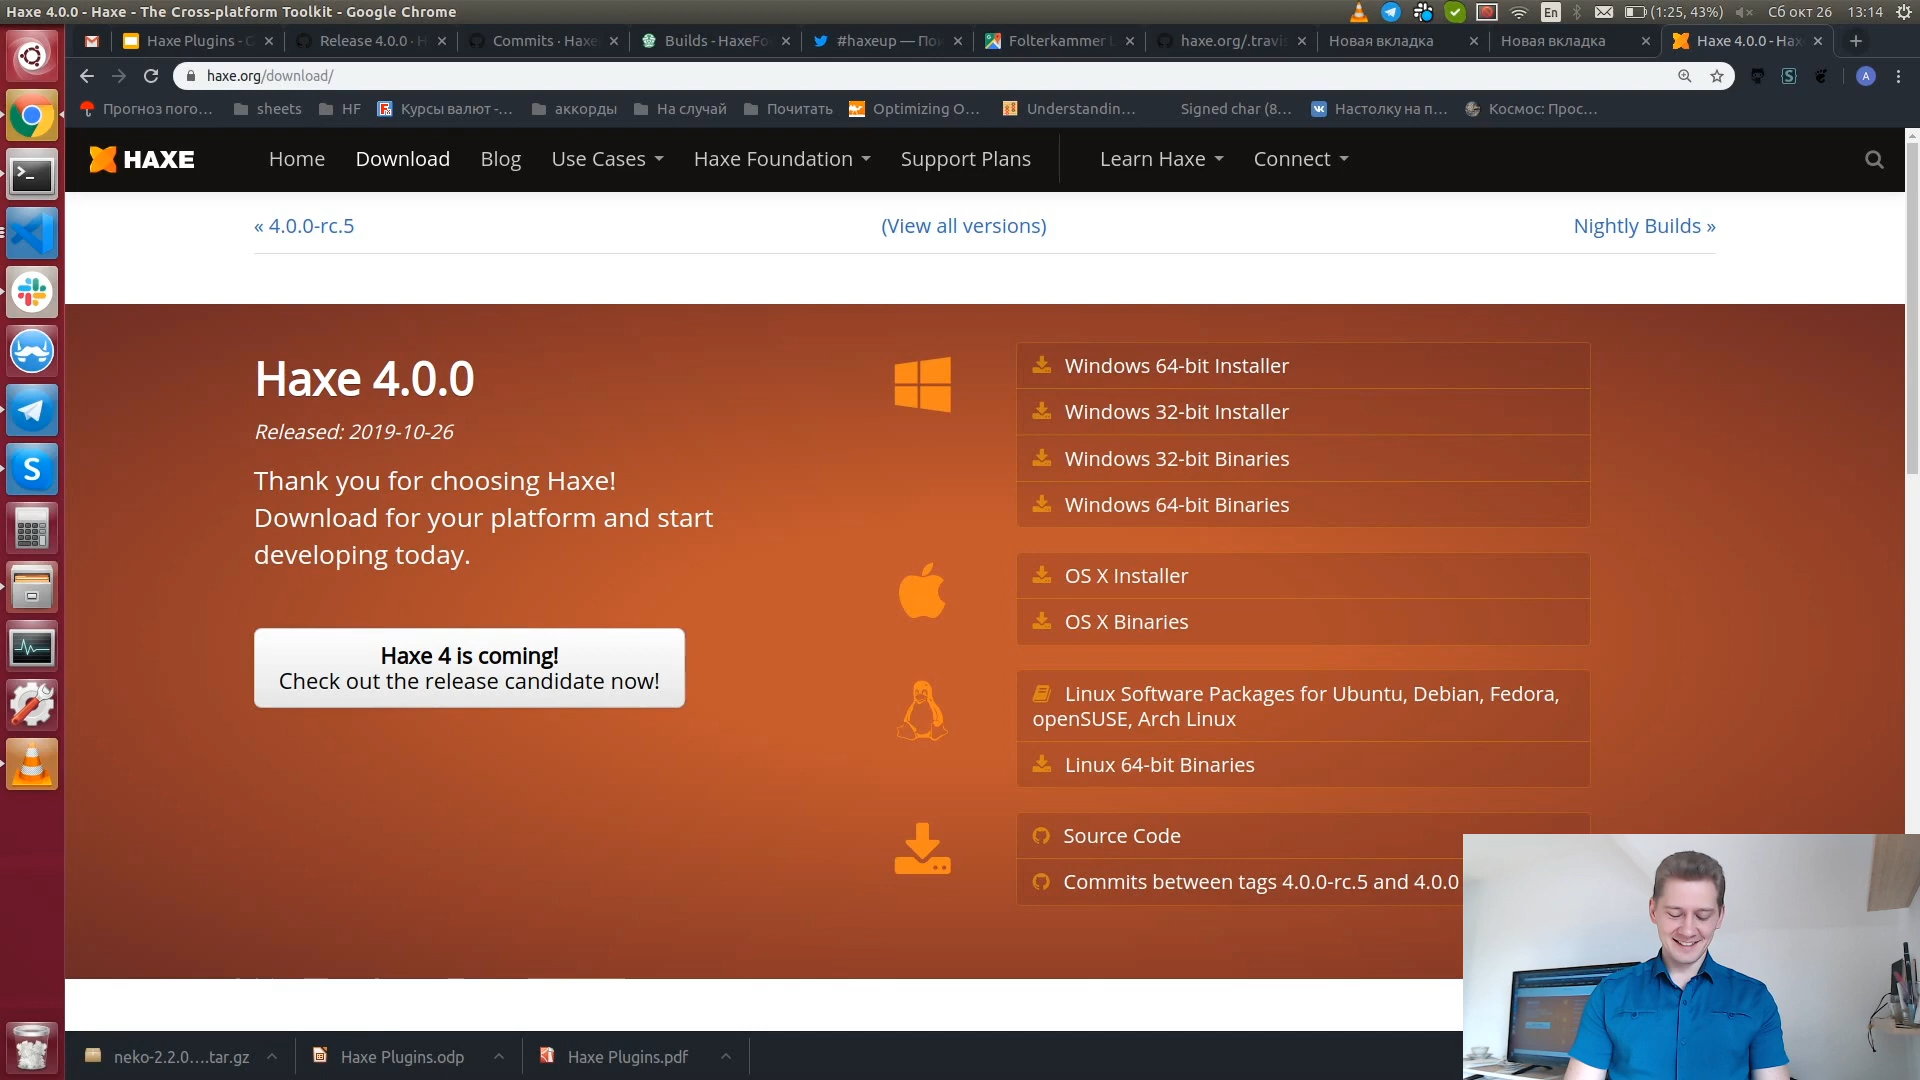 Haxe 4.0.0 - Haxe - The Cross-platform Toolkit - Google Chrome
En
(1:25, 43%)
Сб окт 26
13:14
Haxe Plugins - G
Release 4.0.0 · H
Commits · Haxe
Builds - HaxeFo
#haxeup — Пои
Folterkammer
haxe.org/.travis
Новая вкладка
Новая вкладка
Haxe 4.0.0 - Hax
haxe.org/download/
A
Прогноз пого...
sheets
HF
Курсы валют -...
аккорды
На случай
Почитать
Optimizing O...
Understandin...
Signed char (8...
Настолку на п...
Космос: Прос...
HAXE
Home
Download
Blog
Use Cases
Haxe Foundation
Support Plans
Learn Haxe
Connect
« 4.0.0-rc.5
(View all versions)
Nightly Builds »
Haxe 4.0.0
Released: 2019-10-26
Thank you for choosing Haxe!
Download for your platform and start
developing today.
Haxe 4 is coming!
Check out the release candidate now!
Windows 64-bit Installer
Windows 32-bit Installer
Windows 32-bit Binaries
Windows 64-bit Binaries
OS X Installer
OS X Binaries
Linux Software Packages for Ubuntu, Debian, Fedora,
openSUSE, Arch Linux
Linux 64-bit Binaries
Source Code
Commits between tags 4.0.0-rc.5 and 4.0.0
neko-2.2.0....tar.gz
Haxe Plugins.odp
Haxe Plugins.pdf